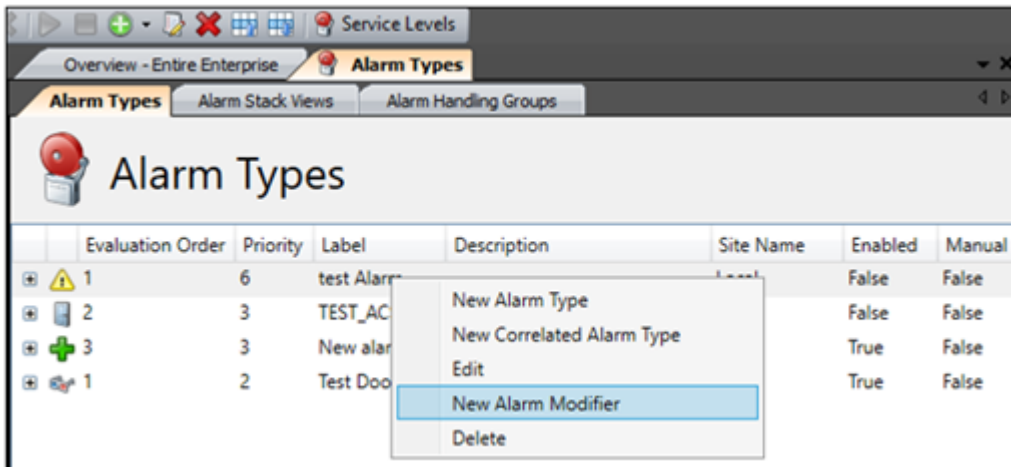 Service Levels
Overview - Entire Enterprise Alarm Types
Alarm Types Alarm Stack Views Alarm Handling Groups
Alarm Types
Evaluation Order Priority Label Description Site Name Enabled Manual
1 6 test Alarm Local False False
2 3 TEST_AC False False
3 3 New alar True False
1 2 Test Doo True False
New Alarm Type
New Correlated Alarm Type
Edit
New Alarm Modifier
Delete